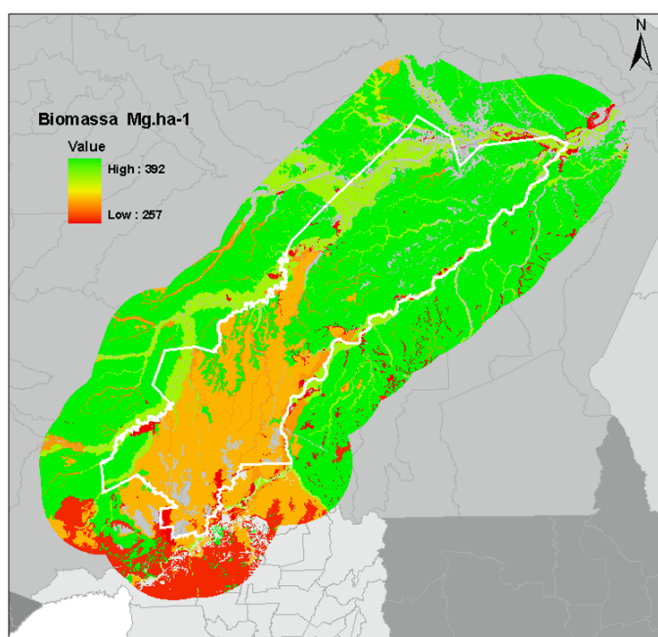 N
Biomassa Mg.ha-1
Value
High : 392
Low : 257